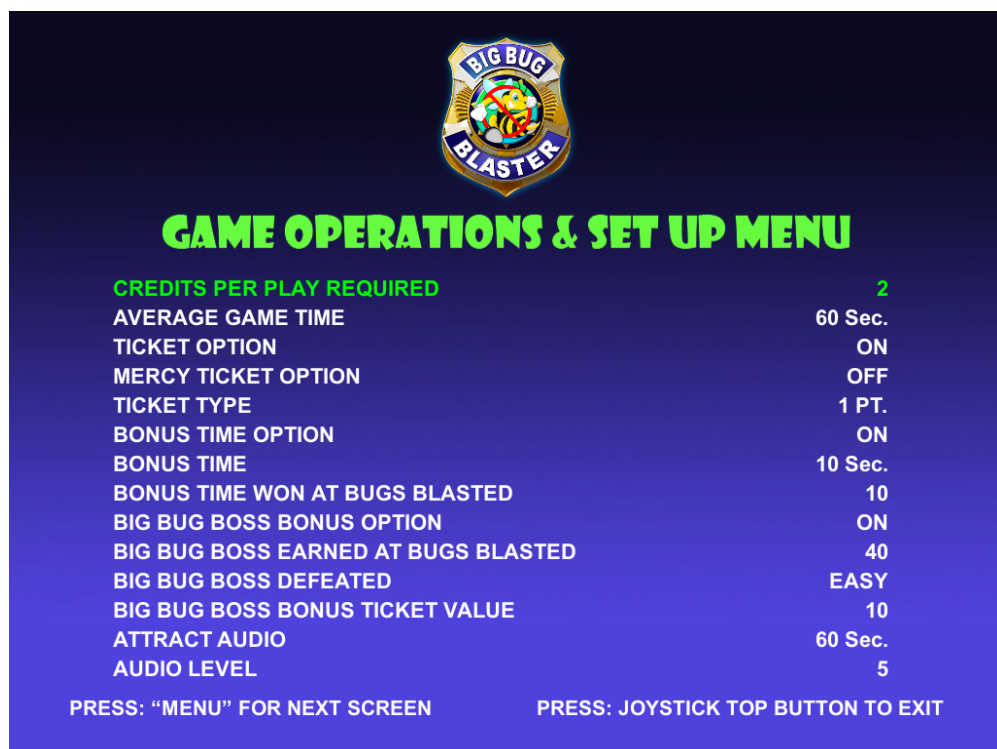 BIG BUG
BLASTER
GAME OPERATIONS & SET UP MENU
CREDITS PER PLAY REQUIRED 2
AVERAGE GAME TIME 60 Sec.
TICKET OPTION ON
MERCY TICKET OPTION OFF
TICKET TYPE 1 PT.
BONUS TIME OPTION ON
BONUS TIME 10 Sec.
BONUS TIME WON AT BUGS BLASTED 10
BIG BUG BOSS BONUS OPTION ON
BIG BUG BOSS EARNED AT BUGS BLASTED 40
BIG BUG BOSS DEFEATED EASY
BIG BUG BOSS BONUS TICKET VALUE 10
ATTRACT AUDIO 60 Sec.
AUDIO LEVEL 5
PRESS: “MENU” FOR NEXT SCREEN PRESS: JOYSTICK TOP BUTTON TO EXIT